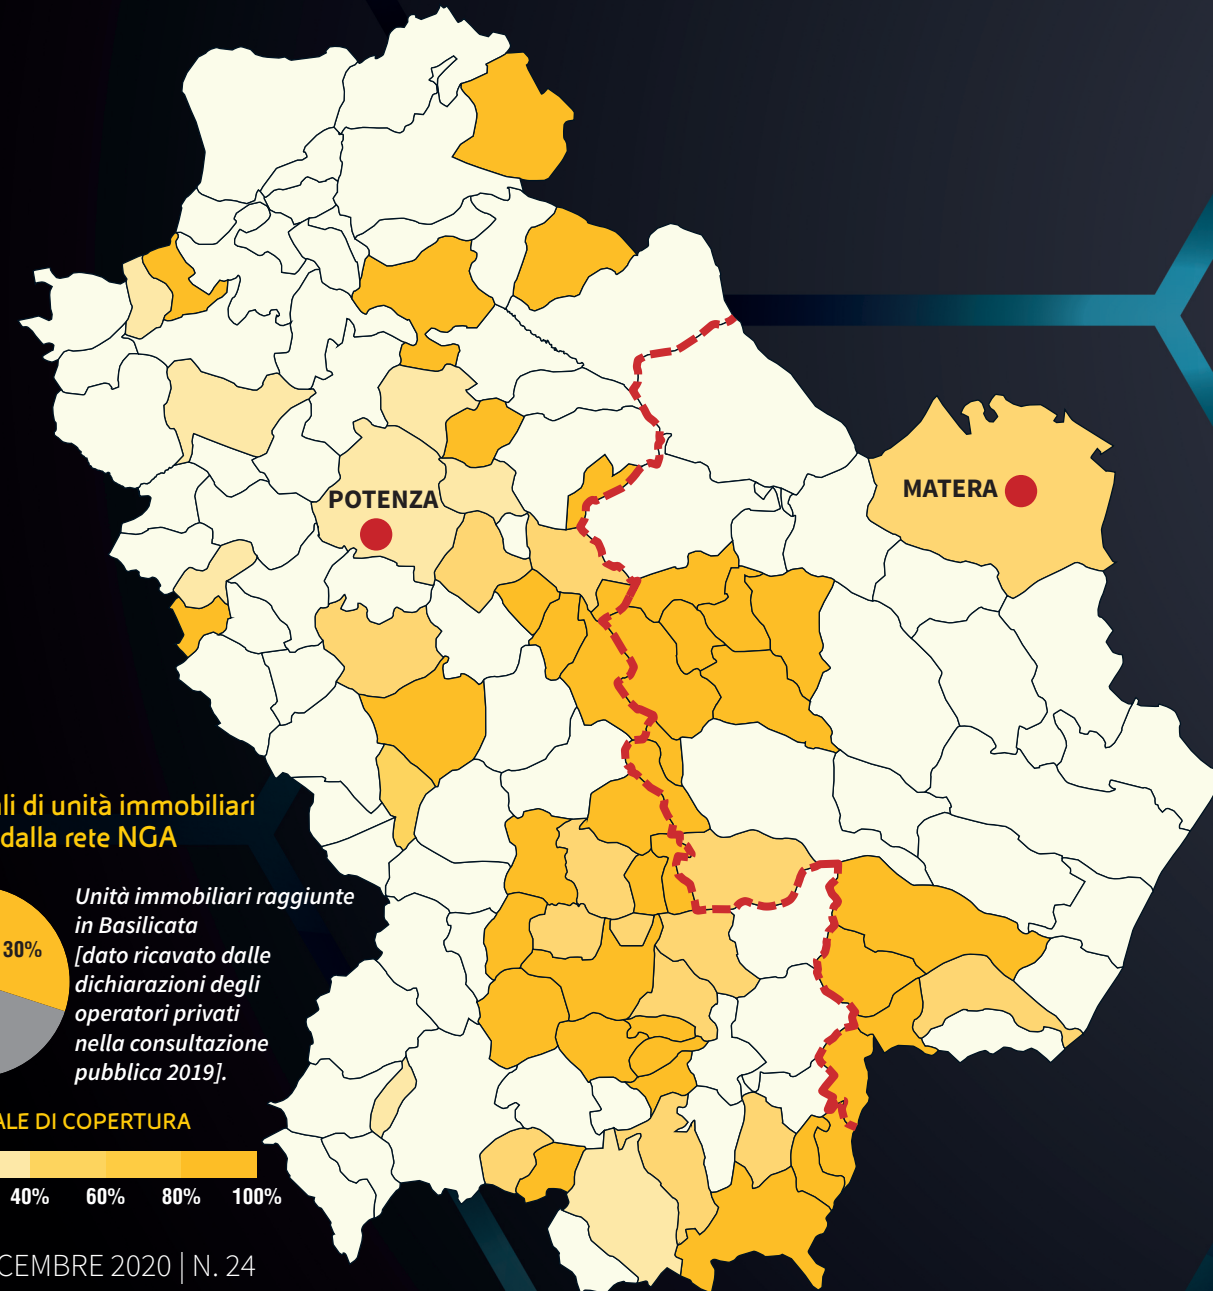 POTENZA
MATERA
li di unità immobiliari
dalla rete NGA
Unità immobiliari raggiunte
in Basilicata
[dato ricavato dalle
dichiarazioni degli
operatori privati
nella consultazione
pubblica 2019].
30%
ALE DI COPERTURA
40% 60% 80% 100%
CEMBRE 2020 | N. 24